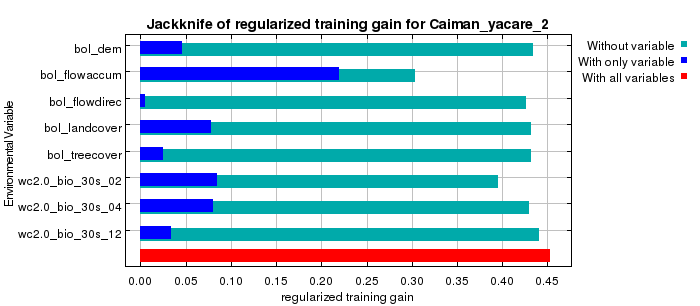 Jackknife of regularized training gain for Caiman_yacare_2
Without variable
With only variable
With all variables
Environmental Variable
bol_dem
bol_flowaccum
bol_flowdirec
bol_landcover
bol_treecover
wc2.0_bio_30s_02
wc2.0_bio_30s_04
wc2.0_bio_30s_12
0.00 0.05 0.10 0.15 0.20 0.25 0.30 0.35 0.40 0.45
regularized training gain